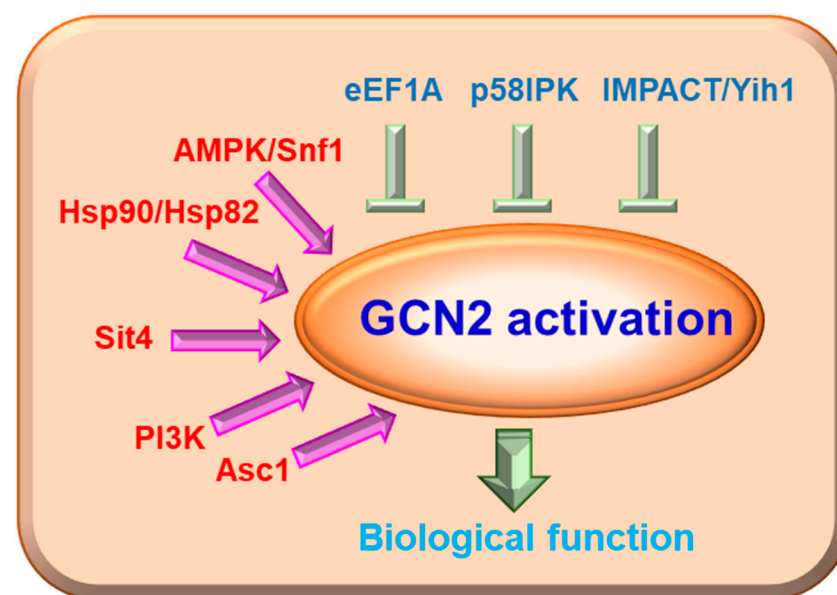 eEF1A p58IPK IMPACT/Yih1
AMPK/Snf1
Hsp90/Hsp82
GCN2 activation
Sit4
PI3K
Asc1
Biological function